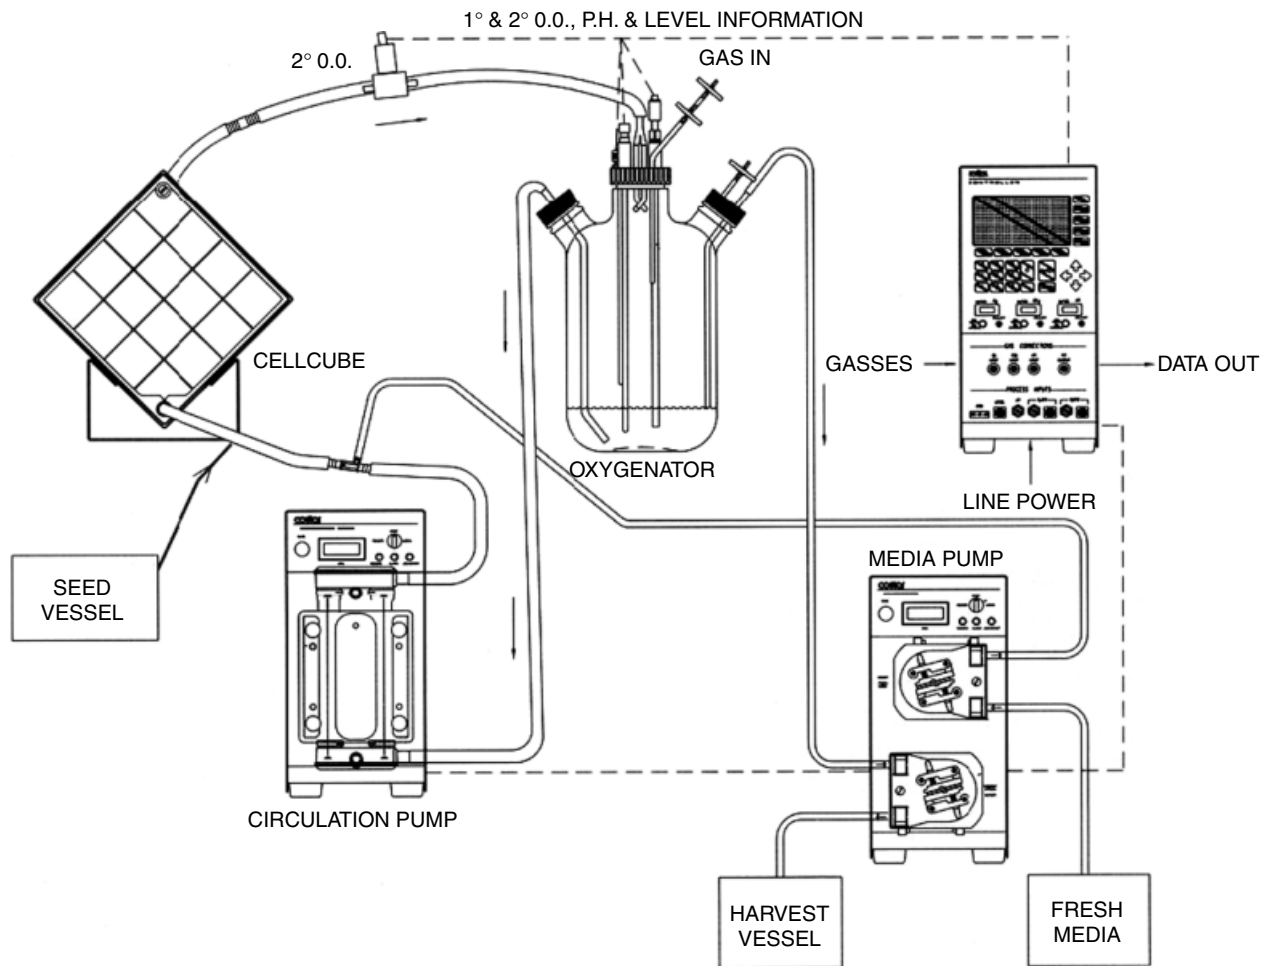 1° & 2° 0.0., P.H. & LEVEL INFORMATION
GAS IN
2° 0.0.
CELLCUBE
GASSES
DATA OUT
OXYGENATOR
LINE POWER
SEED
VESSEL
MEDIA PUMP
CIRCULATION PUMP
HARVEST
VESSEL
FRESH
MEDIA